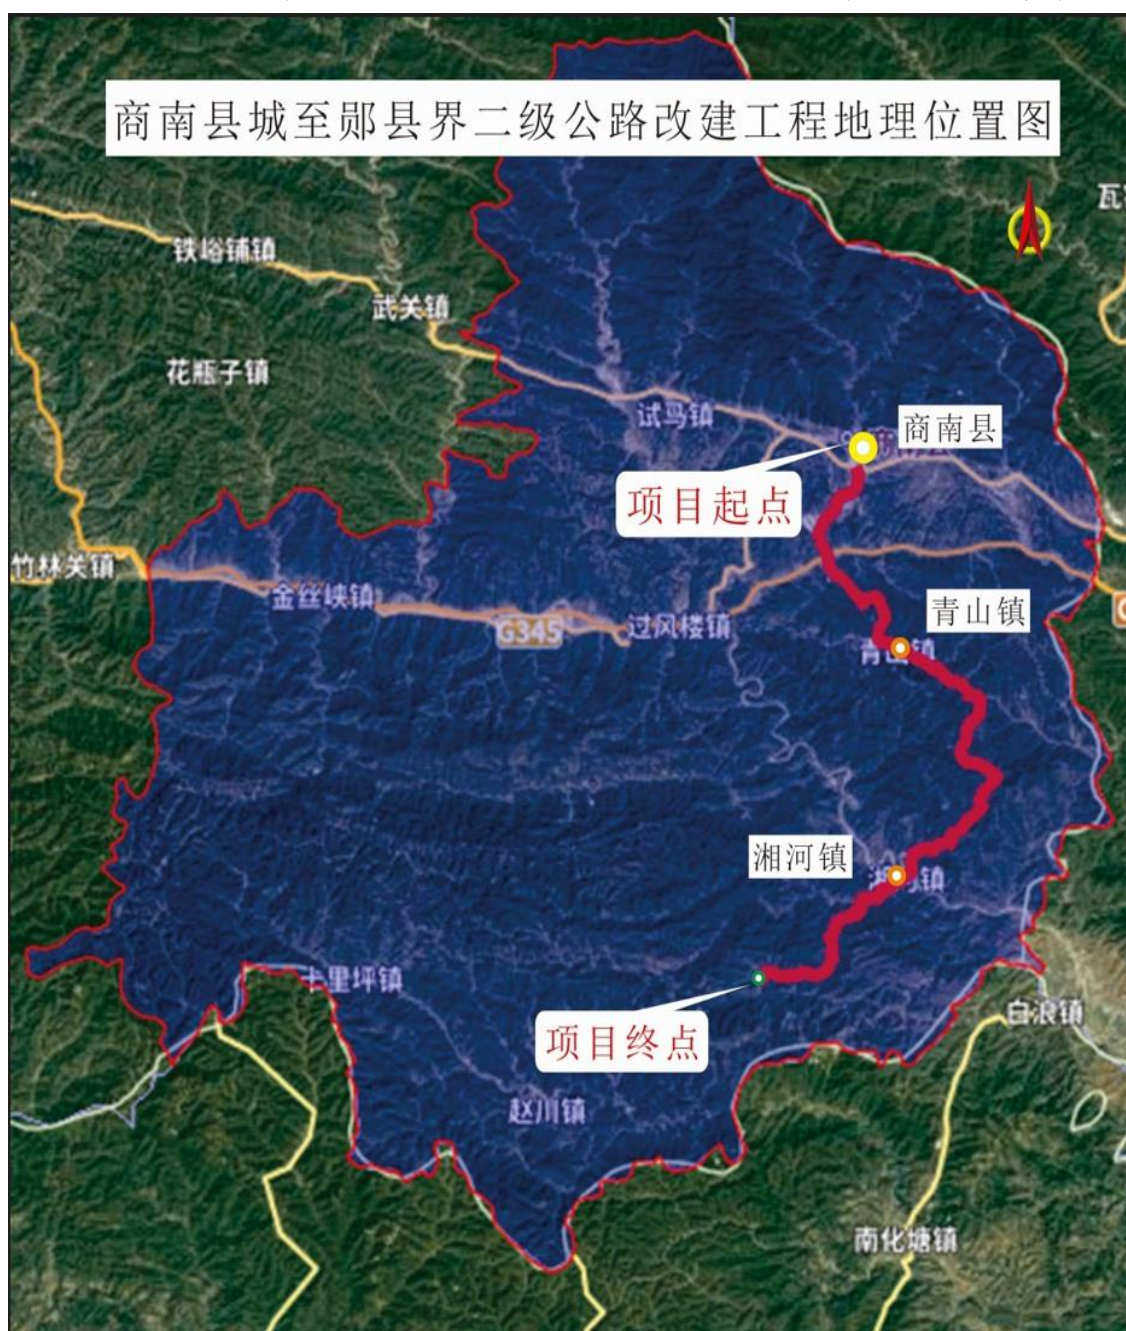 商南县城至郧县界二级公路改建工程地理位置图
铁峪铺镇
武关镇
花瓶子镇
试马镇
商南县
项目起点
竹林关镇
金丝峡镇
G345
过风楼镇
青山镇
青山镇
湘河镇
十里坪镇
白浪镇
项目终点
赵川镇
南化塘镇